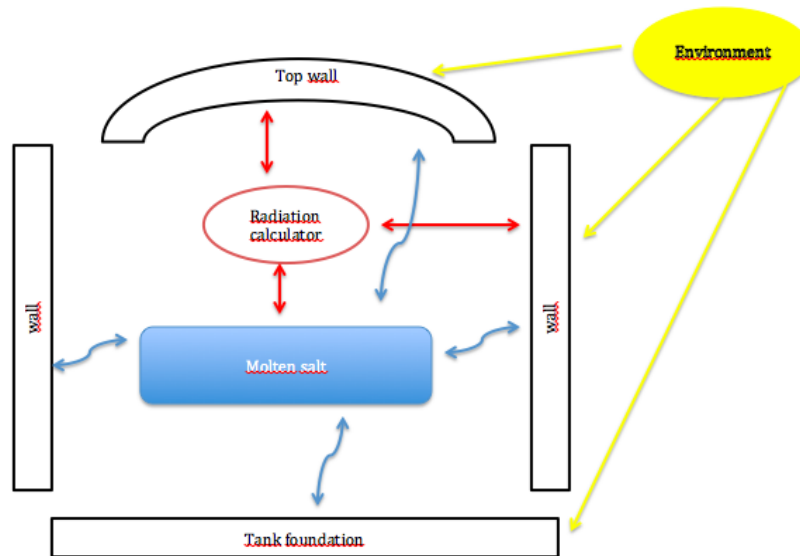 Top wall
Environment
Radiation
calculator
wall
wall
Molten salt
Tank foundation